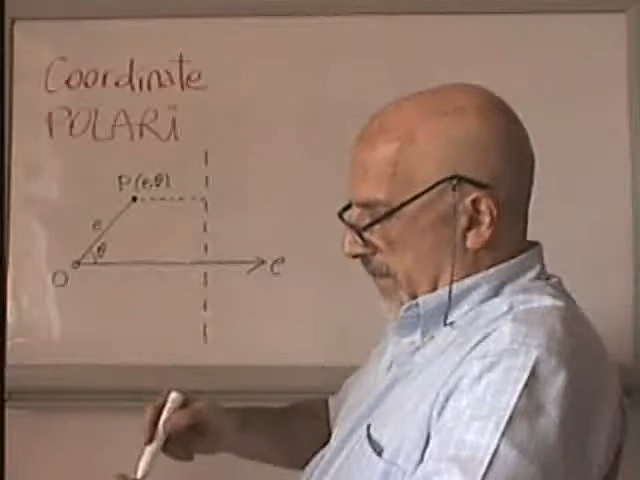 Coordinate
POLARi
P(ρ,θ)
ρ
θ
O
e